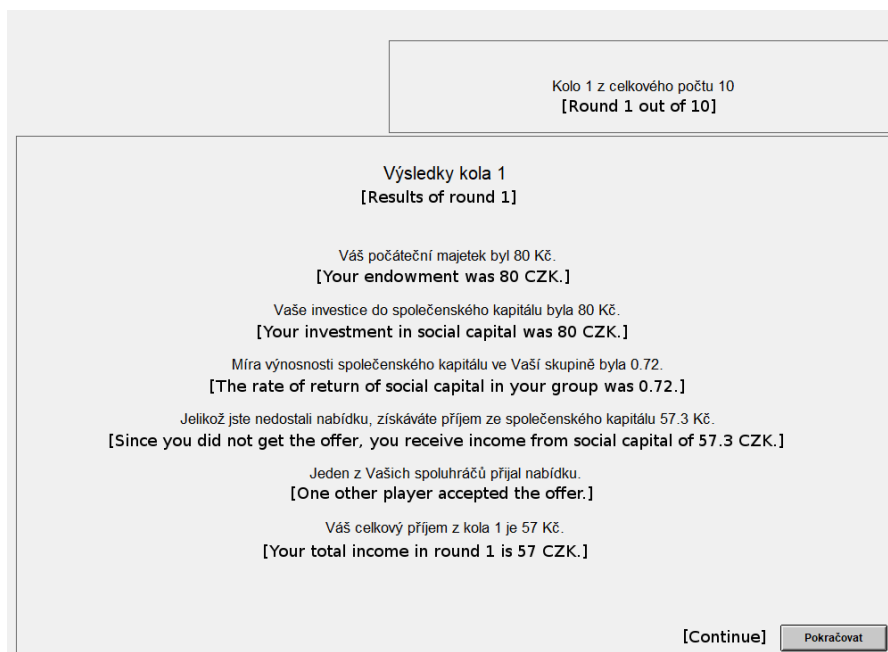 Kolo 1 z celkového počtu 10
[Round 1 out of 10]
Výsledky kola 1
[Results of round 1]
Váš počáteční majetek byl 80 Kč.
[Your endowment was 80 CZK.]
Vaše investice do společenského kapitálu byla 80 Kč.
[Your investment in social capital was 80 CZK.]
Míra výnosnosti společenského kapitálu ve Vaší skupině byla 0.72.
[The rate of return of social capital in your group was 0.72.]
Jelikož jste nedostali nabídku, získáváte příjem ze společenského kapitálu 57.3 Kč.
[Since you did not get the offer, you receive income from social capital of 57.3 CZK.]
Jeden z Vašich spoluhráčů přijal nabídku.
[One other player accepted the offer.]
Váš celkový příjem z kola 1 je 57 Kč.
[Your total income in round 1 is 57 CZK.]
[Continue] Pokračovat